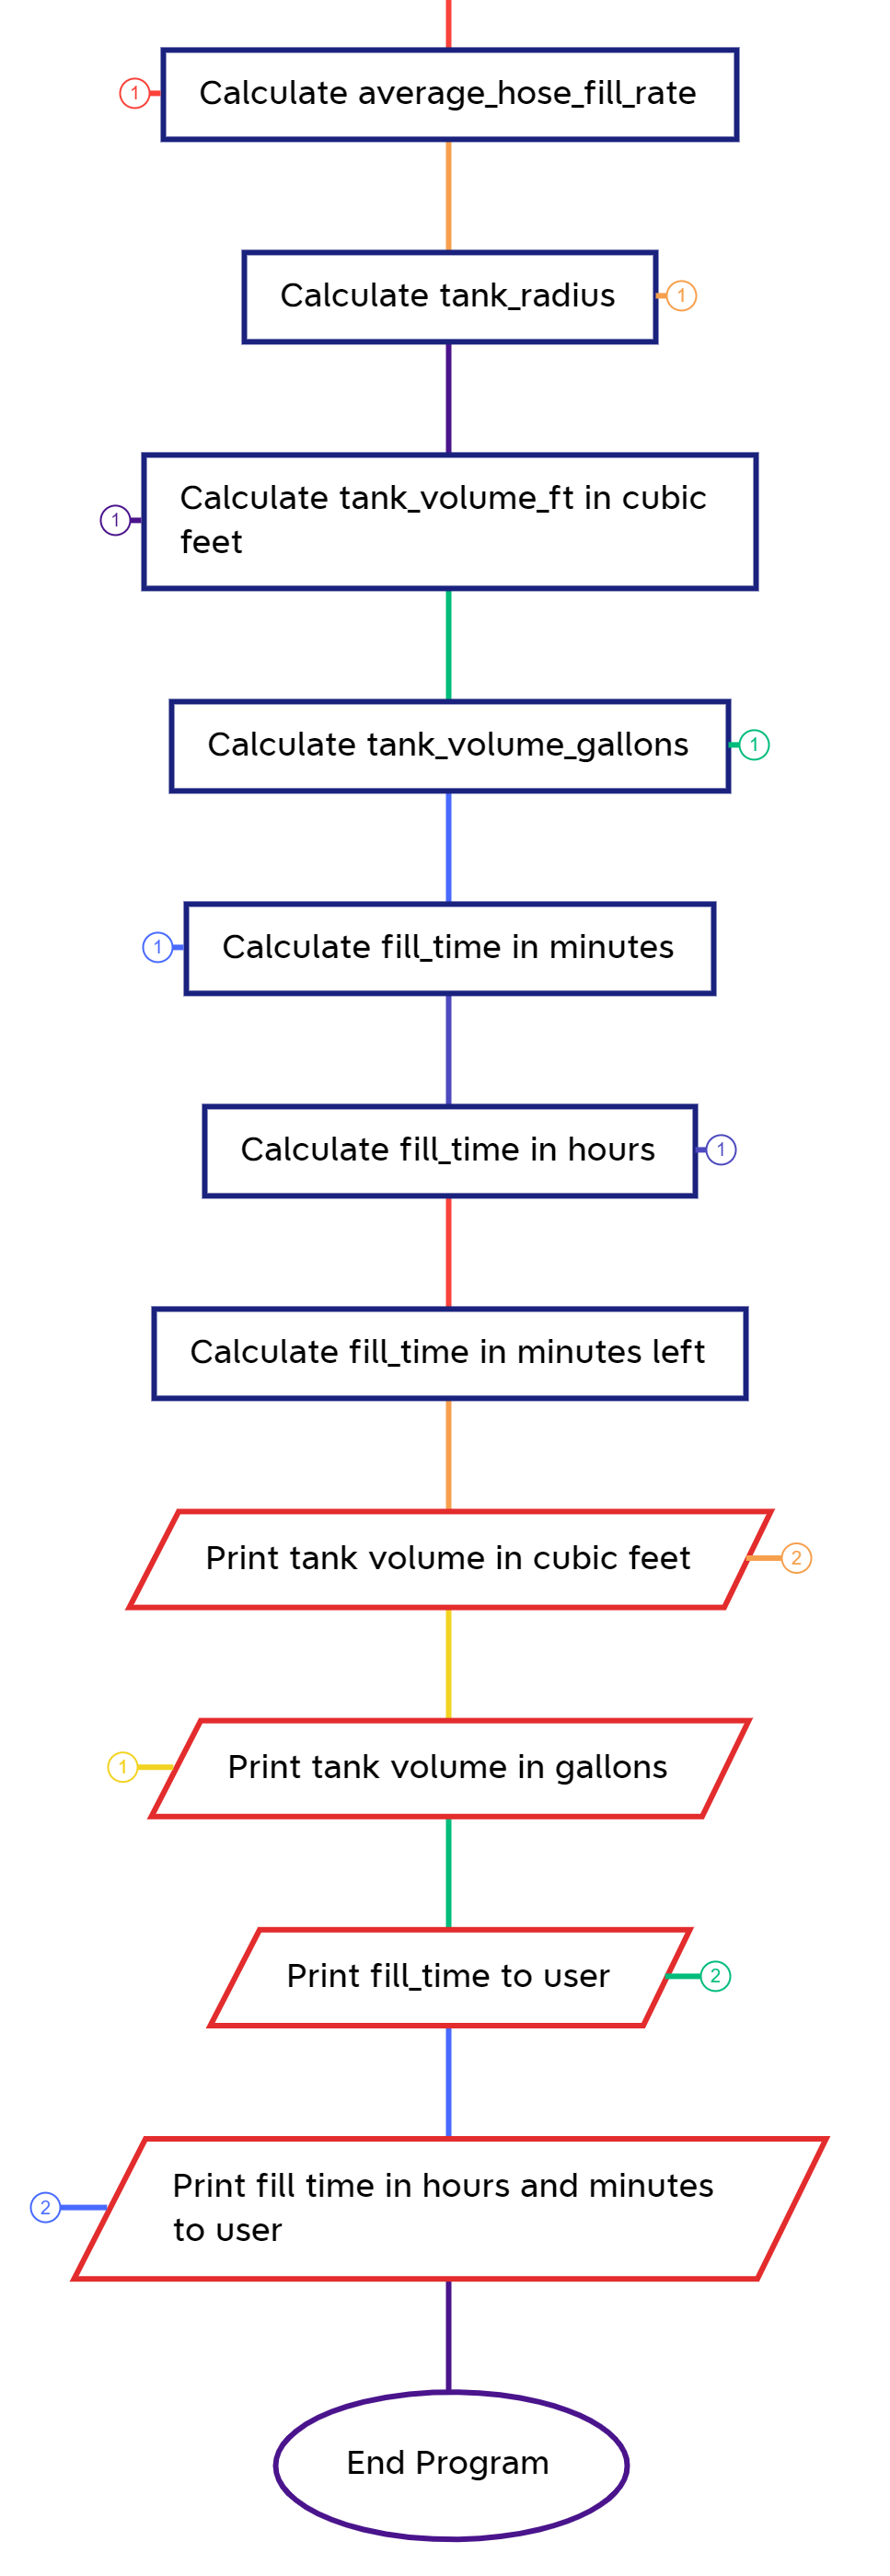 Calculate average_hose_fill_rate
1
Calculate tank_radius
1
Calculate tank_volume_ft in cubic
feet
1
Calculate tank_volume_gallons
1
Calculate fill_time in minutes
1
Calculate fill_time in hours
1
Calculate fill_time in minutes left
Print tank volume in cubic feet
2
Print tank volume in gallons
1
Print fill_time to user
2
Print fill time in hours and minutes
to user
2
End Program